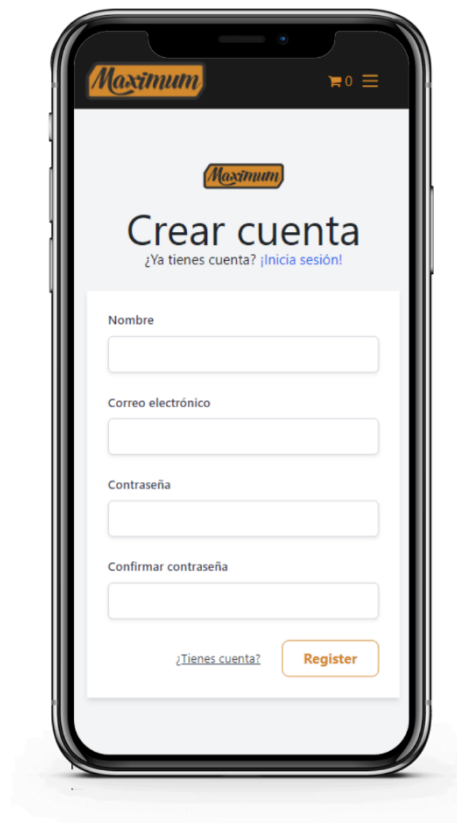 Maximum
0
Maximum
Crear cuenta
¿Ya tienes cuenta? ¡Inicia sesión!
Nombre
Correo electrónico
Contraseña
Confirmar contraseña
¿Tienes cuenta? Register